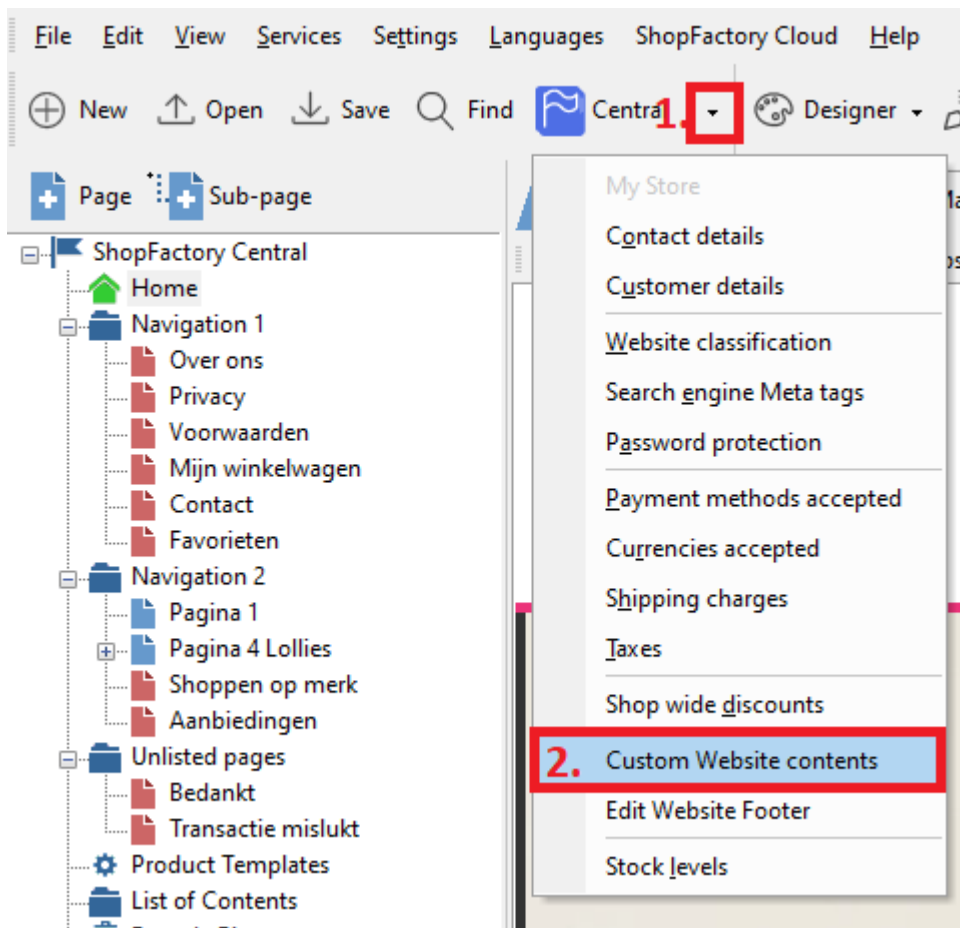 File Edit View Services Settings Languages ShopFactory Cloud Help
New Open Save Find Central 1. Designer
Page Sub-page
ShopFactory Central
Home
Navigation 1
Over ons
Privacy
Voorwaarden
Mijn winkelwagen
Contact
Favorieten
Navigation 2
Pagina 1
Pagina 4 Lollies
Shoppen op merk
Aanbiedingen
Unlisted pages
Bedankt
Transactie mislukt
Product Templates
List of Contents
My Store
Contact details
Customer details
Website classification
Search engine Meta tags
Password protection
Payment methods accepted
Currencies accepted
Shipping charges
Taxes
Shop wide discounts
2. Custom Website contents
Edit Website Footer
Stock levels